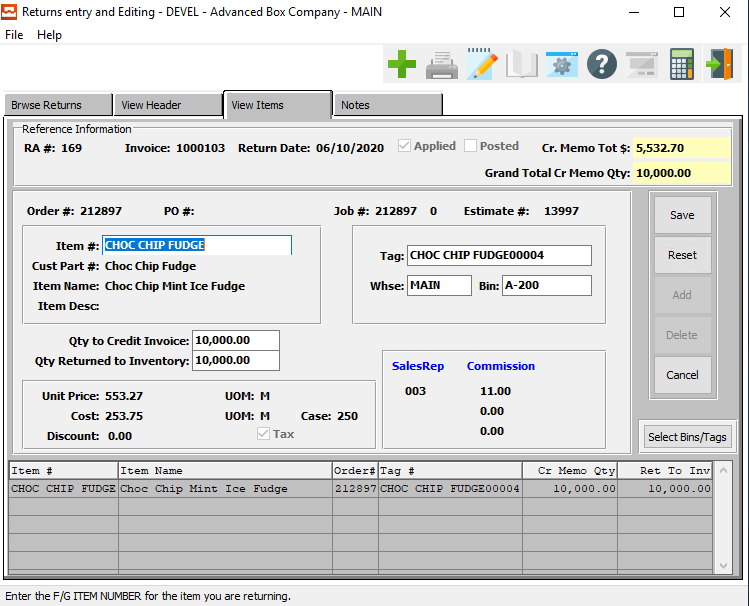 Returns entry and Editing - DEVEL - Advanced Box Company - MAIN
File Help
Brwse Returns View Header View Items Notes
Reference Information
RA #: 169 Invoice: 1000103 Return Date: 06/10/2020 Applied Posted Cr. Memo Tot $: 5,532.70
Grand Total Cr Memo Qty: 10,000.00
Order #: 212897 PO #: Job #: 212897 0 Estimate #: 13997
Save
Item #: CHOC CHIP FUDGE
Tag: CHOC CHIP FUDGE00004
Reset
Cust Part #: Choc Chip Fudge
Item Name: Choc Chip Mint Ice Fudge
Whse: MAIN Bin: A-200
Add
Item Desc:
Delete
Qty to Credit Invoice: 10,000.00
Qty Returned to Inventory: 10,000.00
SalesRep Commission
Cancel
003 11.00
0.00
0.00
Unit Price: 553.27 UOM: M
Cost: 253.75 UOM: M Case: 250
Discount: 0.00 Tax
Select Bins/Tags
Item # Item Name Order# Tag # Cr Memo Qty Ret To Inv
CHOC CHIP FUDGE Choc Chip Mint Ice Fudge 212897 CHOC CHIP FUDGE00004 10,000.00 10,000.00
Enter the F/G ITEM NUMBER for the item you are returning.